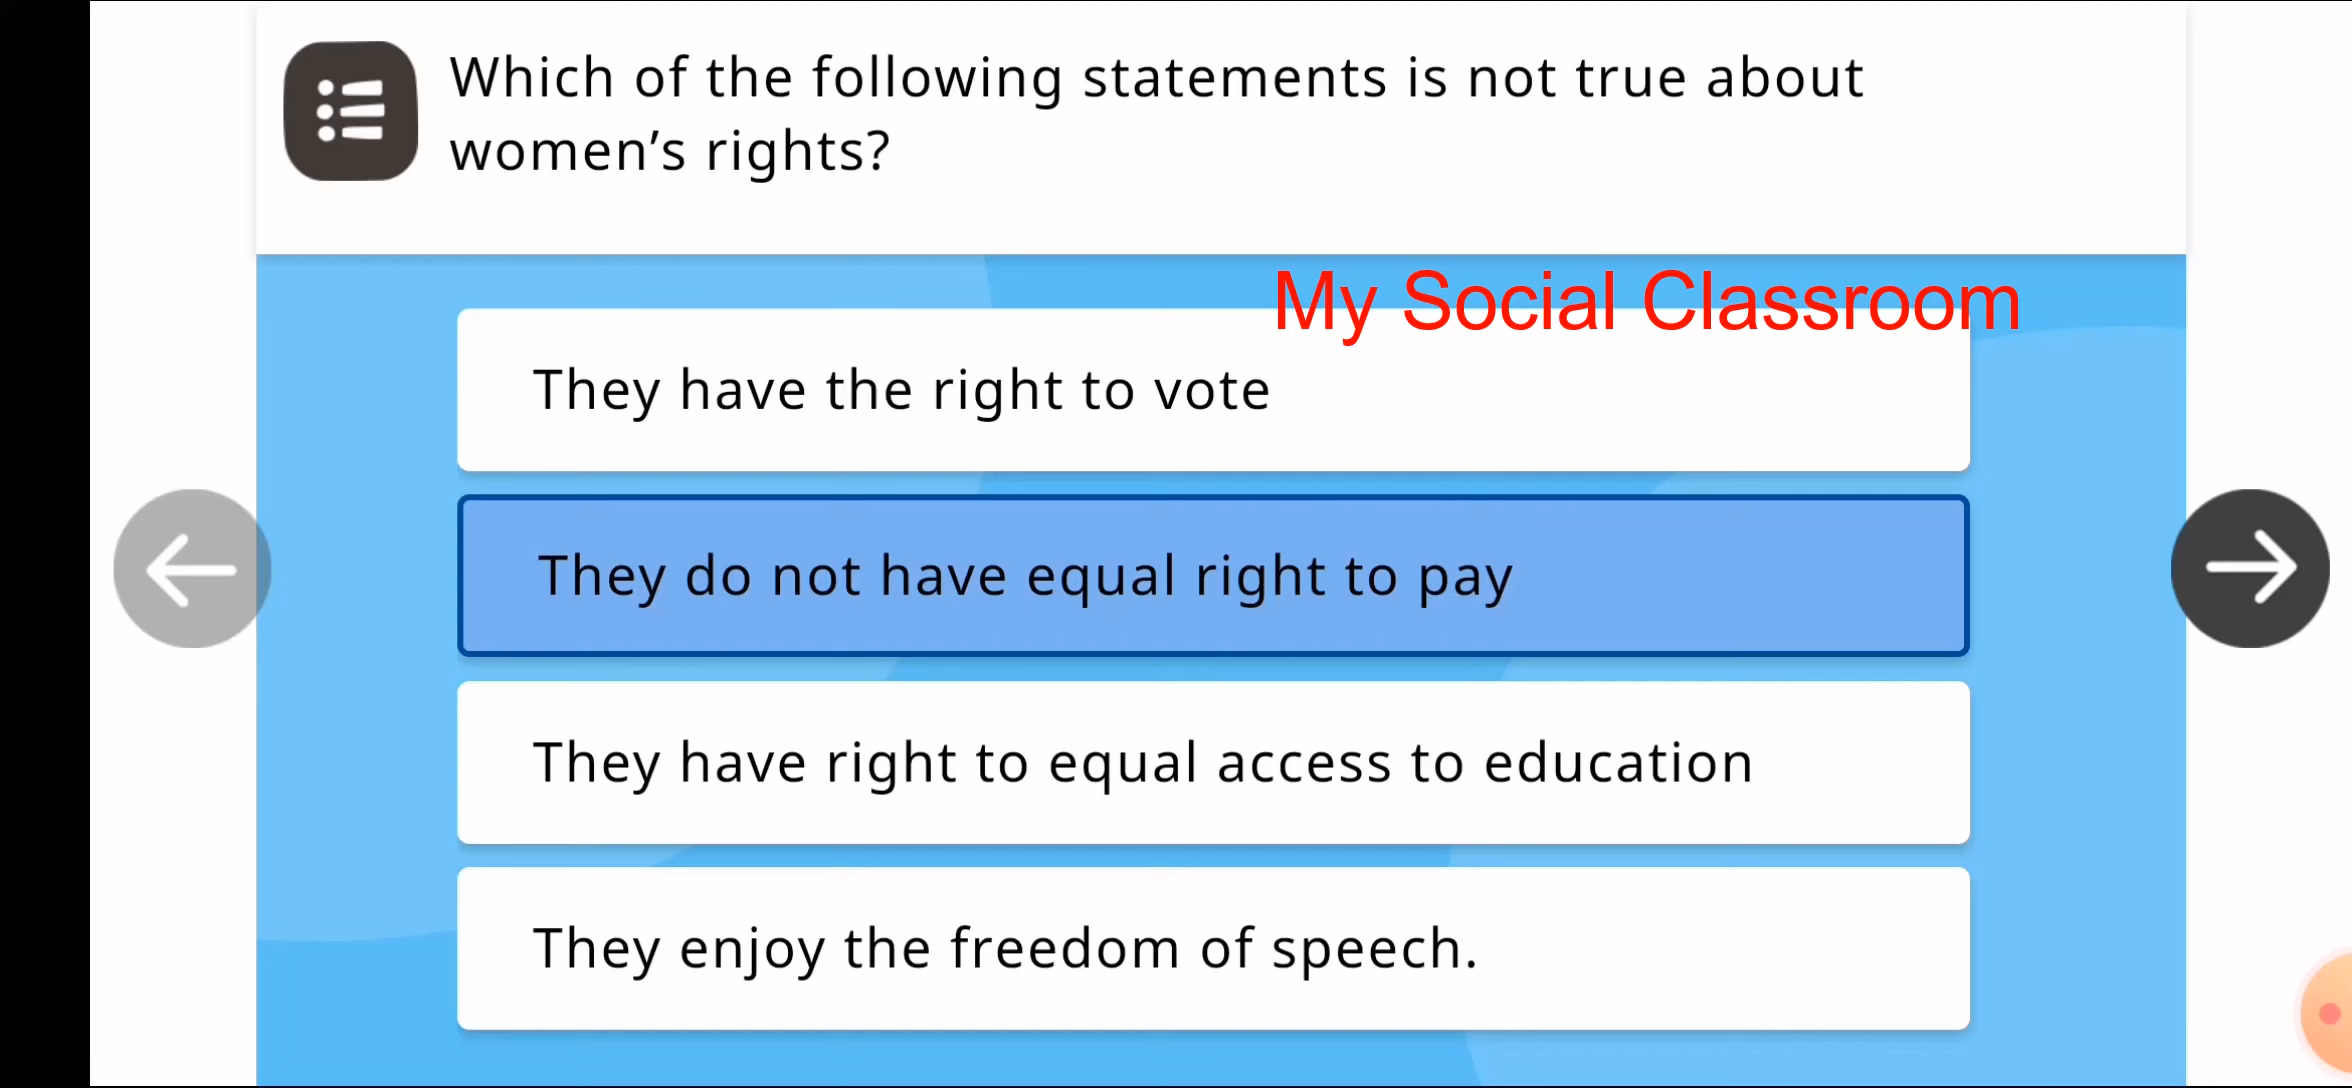 Which of the following statements is not true about
women’s rights?
My Social Classroom
They have the right to vote
They do not have equal right to pay
They have right to equal access to education
They enjoy the freedom of speech.